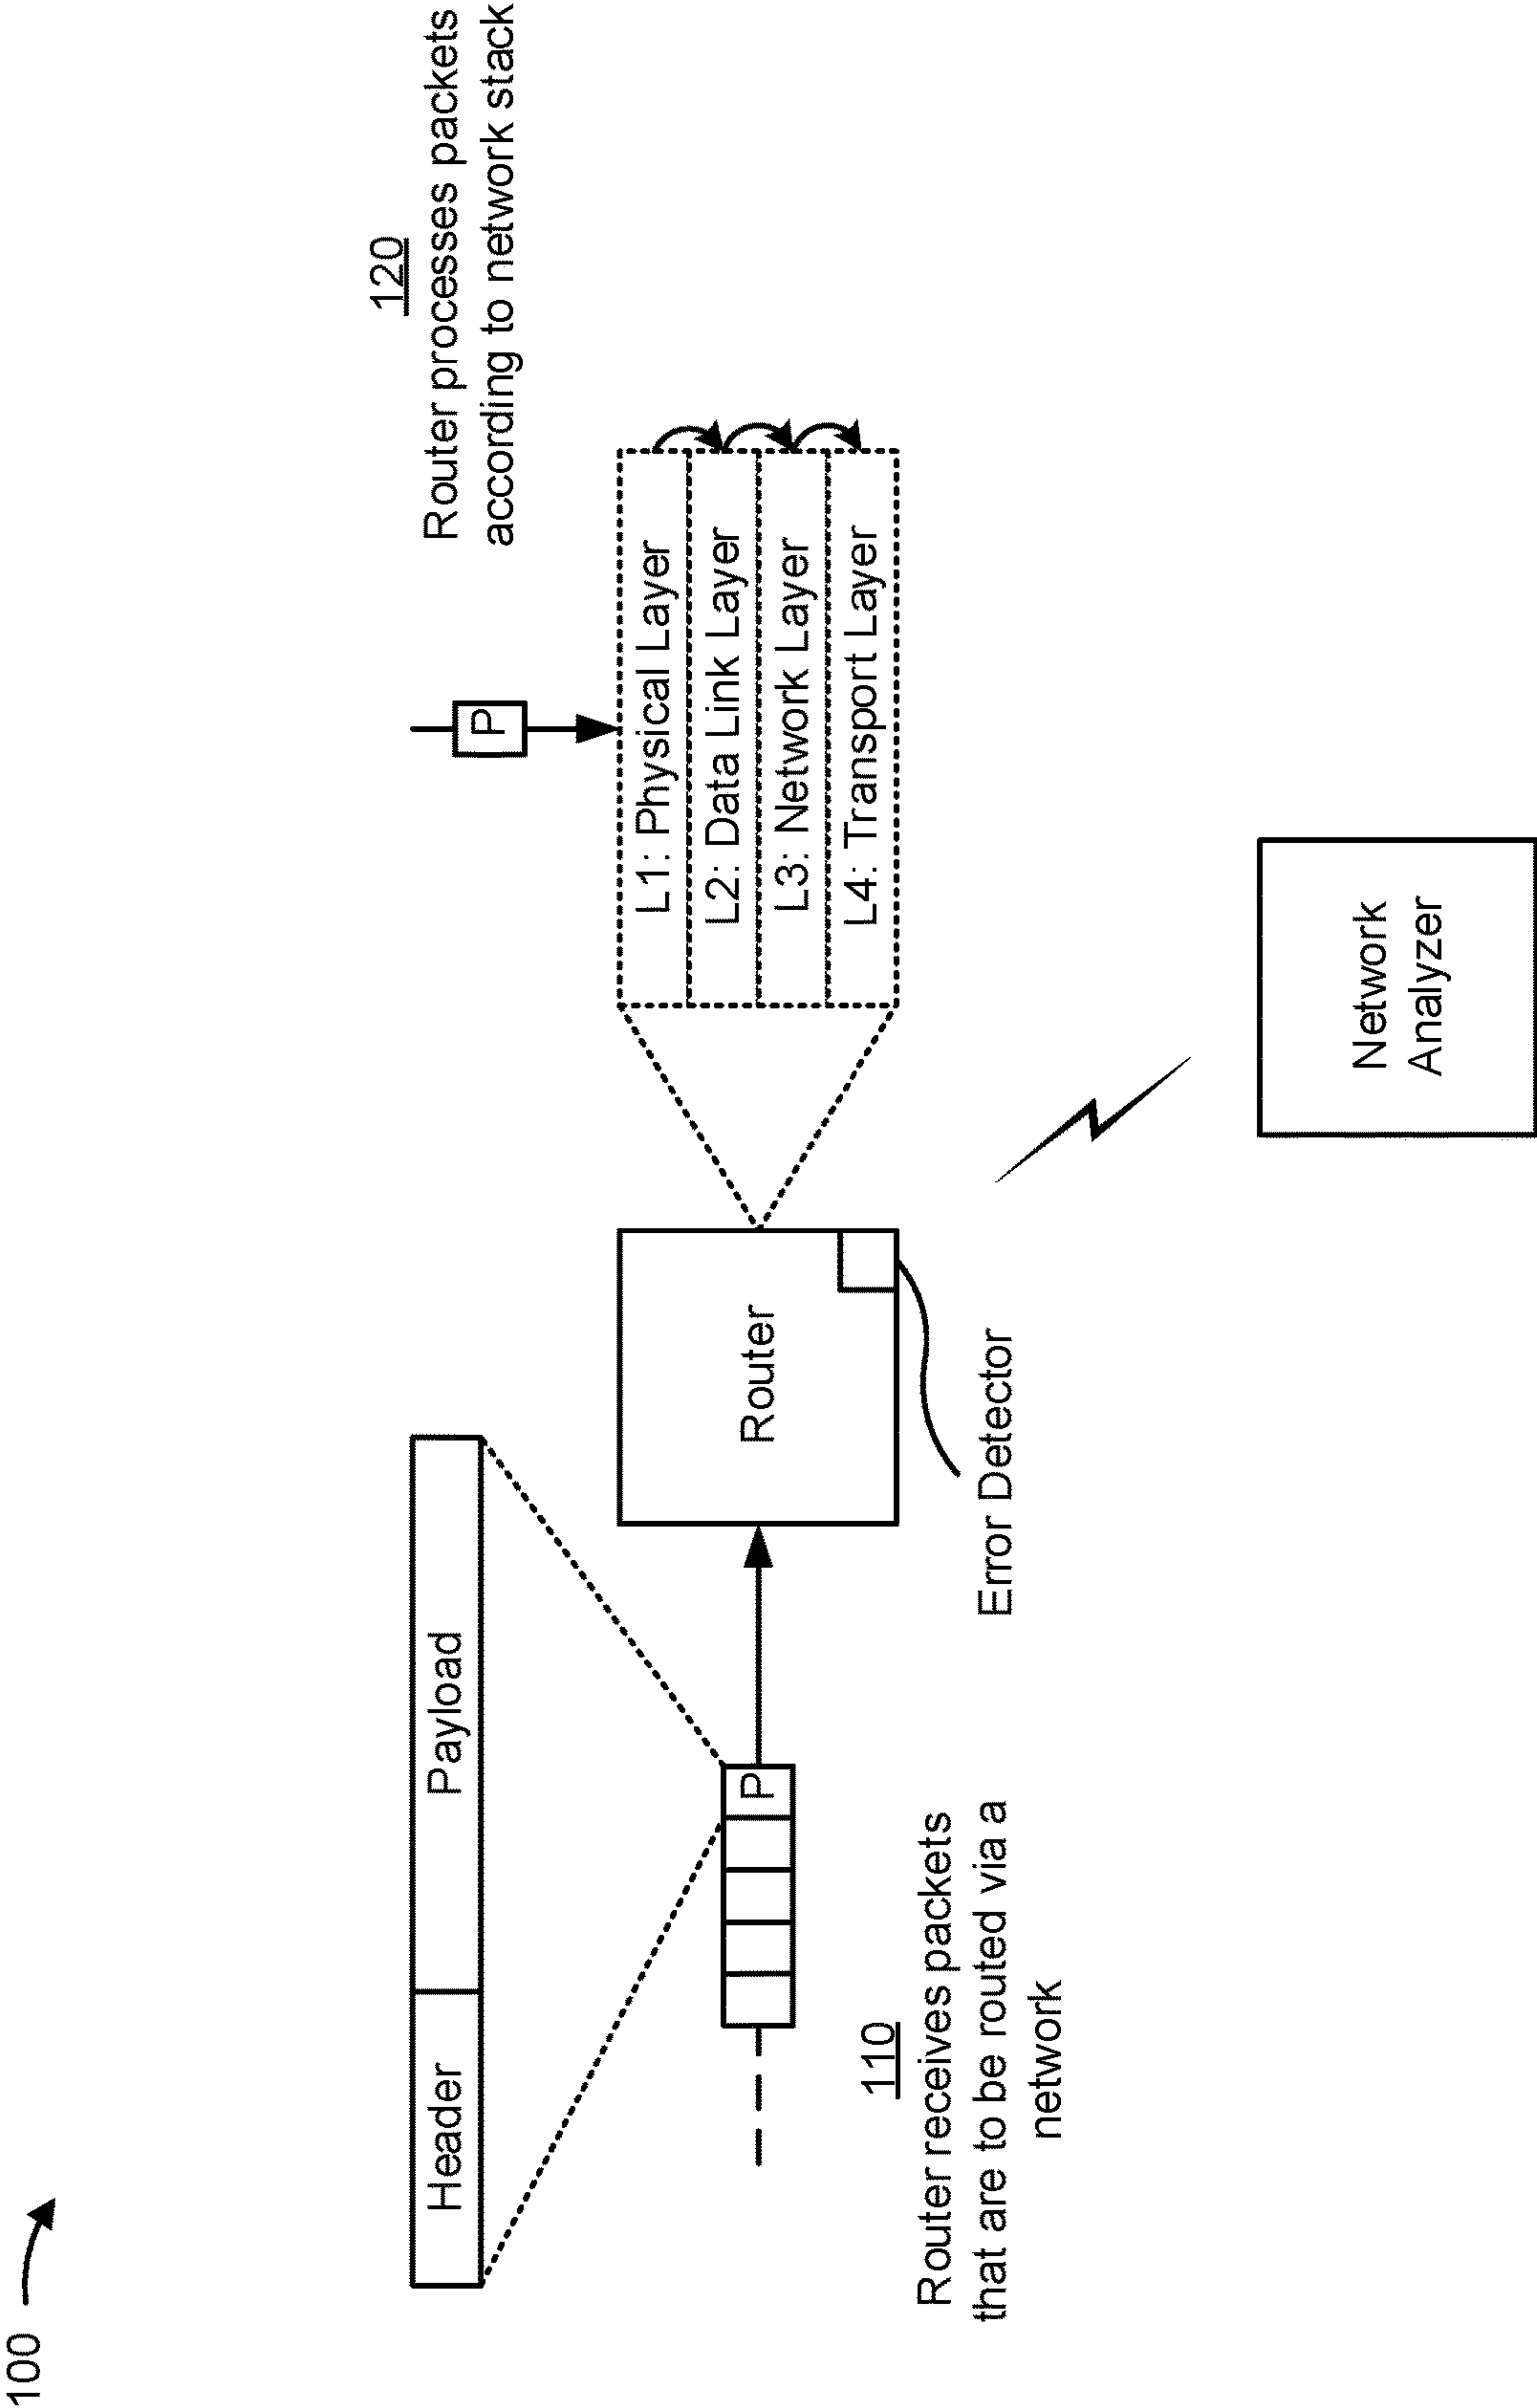 100
Header
Payload
P
110
Router receives packets
that are to be routed via a
network
Router
Error Detector
120
Router processes packets
according to network stack
P
L1: Physical Layer
L2: Data Link Layer
L3: Network Layer
L4: Transport Layer
Network
Analyzer